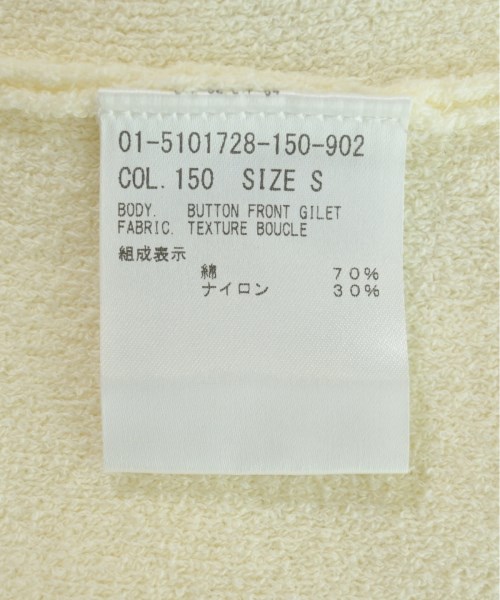 01-5101728-150-902
COL. 150 SIZE S
BODY. BUTTON FRONT GILET
FABRIC. TEXTURE BOUCLE
組成表示
綿 70%
ナイロン 30%